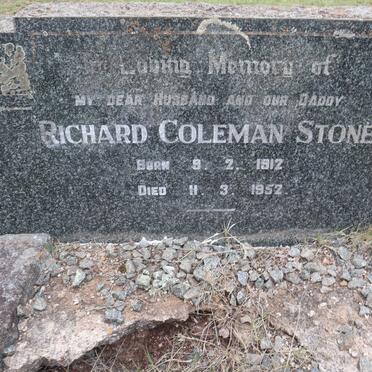 In Loving Memory of
MY DEAR HUSBAND AND OUR DADDY
RICHARD COLEMAN STONE
BORN 9. 2. 1912
DIED 11. 3. 1952